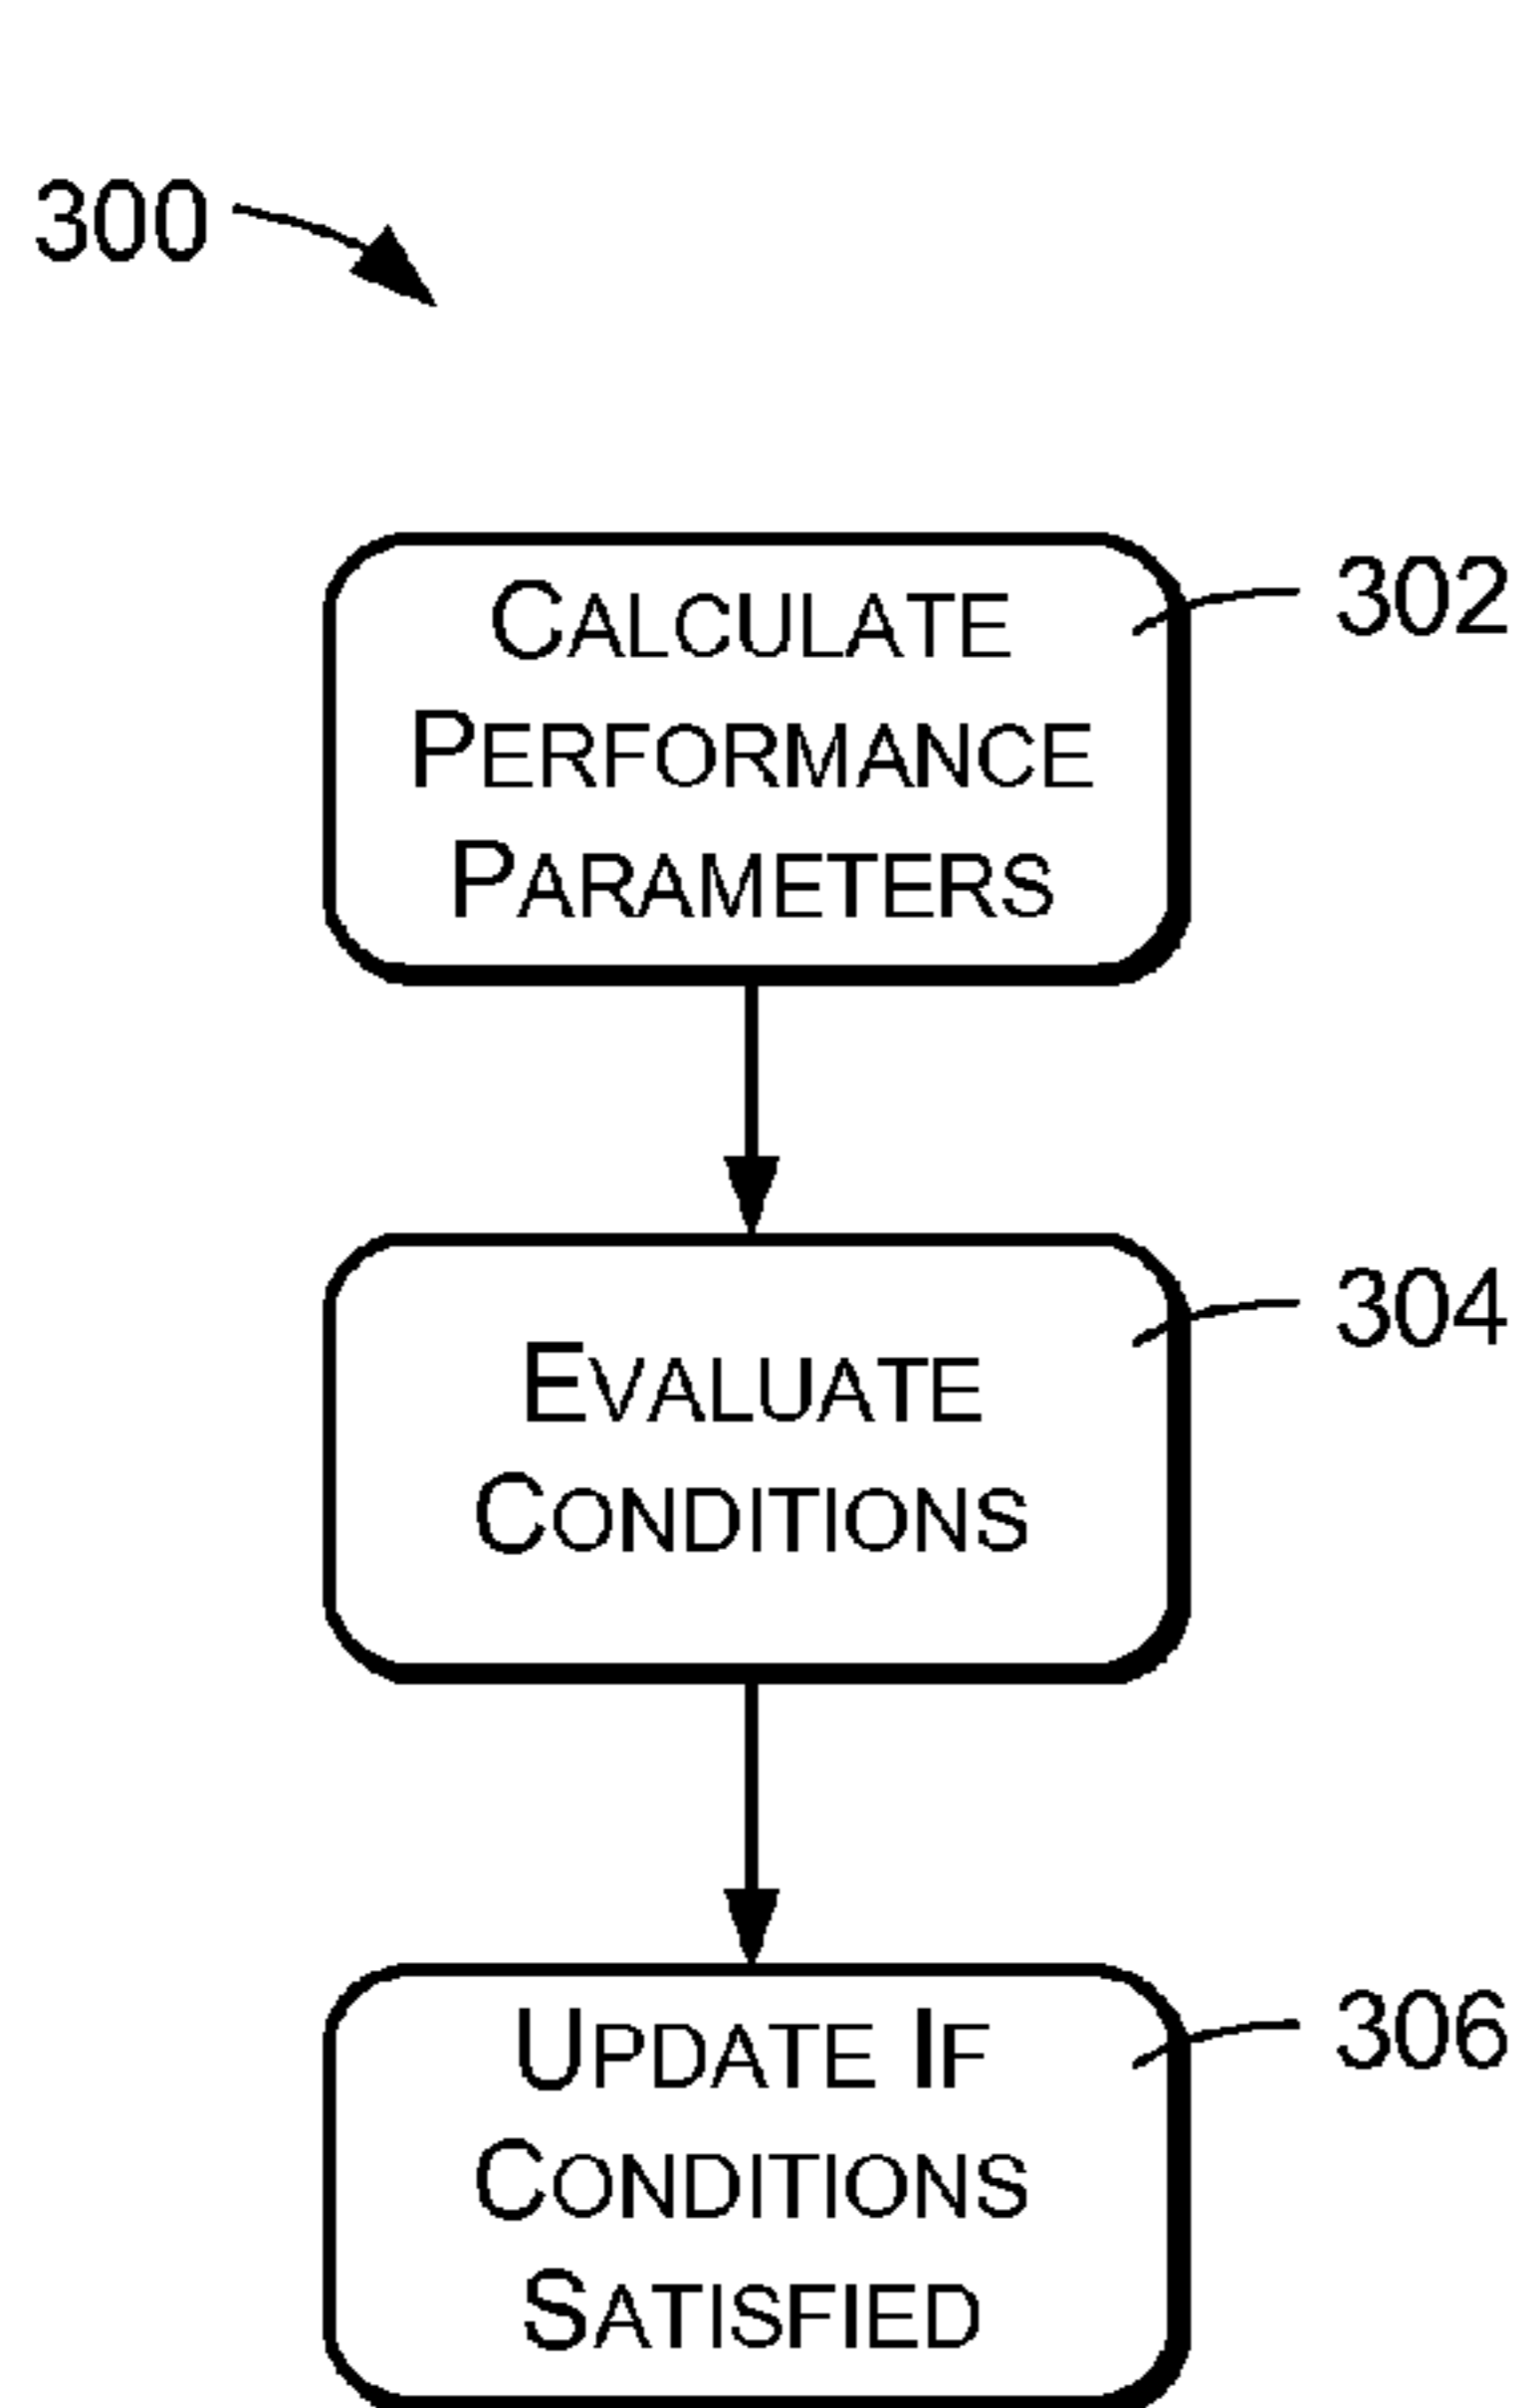 300
CALCULATE
PERFORMANCE
PARAMETERS
302
EVALUATE
CONDITIONS
304
UPDATE IF
CONDITIONS
SATISFIED
306